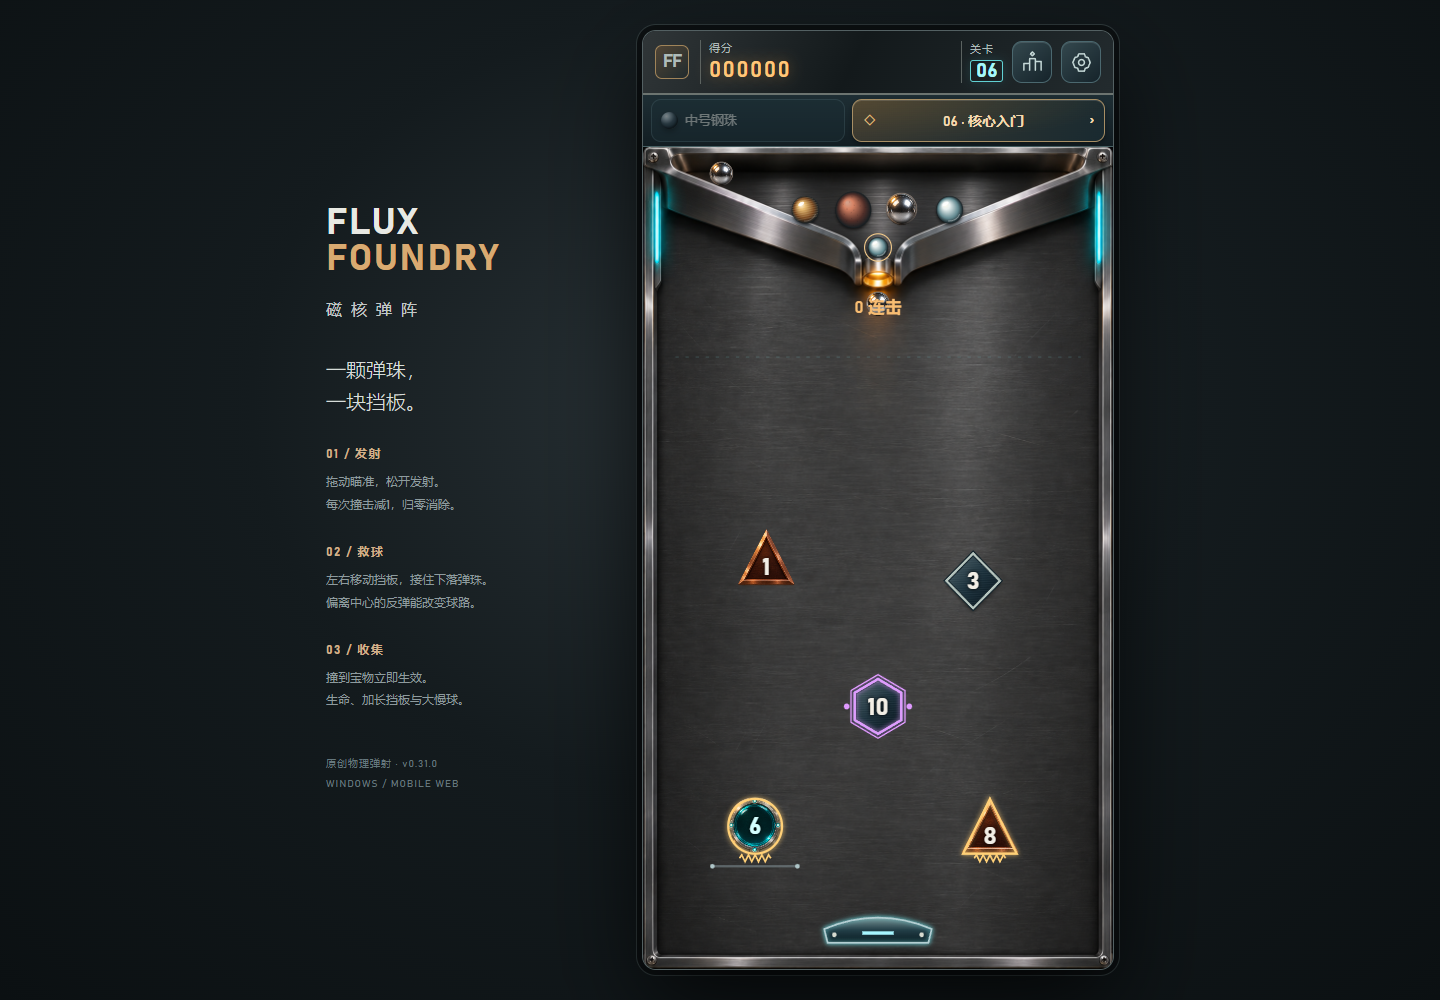 FLUX
FOUNDRY
磁核弹阵
一颗弹珠，
一块挡板。
01 / 发射
拖动瞄准，松开发射。
每次撞击减1，归零消除。
02 / 救球
左右移动挡板，接住下落弹珠。
偏离中心的反弹能改变球路。
03 / 收集
撞到宝物立即生效。
生命、加长挡板与大慢球。
原创物理弹射 · v0.31.0
WINDOWS / MOBILE WEB
FF
得分
000000
关卡
06
中号钢珠
06 · 核心入门
0 连击
1
3
10
6
8